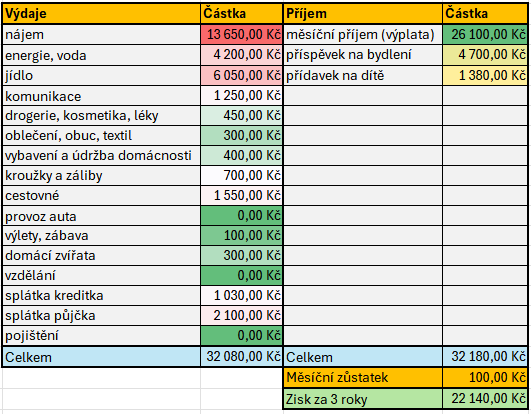 Výdaje Částka Příjem Částka
nájem 13 650,00 Kč měsíční příjem (výplata) 26 100,00 Kč
energie, voda 4 200,00 Kč příspěvek na bydlení 4 700,00 Kč
jídlo 6 050,00 Kč přídavek na dítě 1 380,00 Kč
komunikace 1 250,00 Kč
drogerie, kosmetika, léky 450,00 Kč
oblečení, obuc, textil 300,00 Kč
vybavení a údržba domácnosti 400,00 Kč
kroužky a záliby 700,00 Kč
cestovné 1 550,00 Kč
provoz auta 0,00 Kč
výlety, zábava 100,00 Kč
domácí zvířata 300,00 Kč
vzdělání 0,00 Kč
splátka kreditka 1 030,00 Kč
splátka půjčka 2 100,00 Kč
pojištění 0,00 Kč
Celkem 32 080,00 Kč Celkem 32 180,00 Kč
Měsíční zůstatek 100,00 Kč
Zisk za 3 roky 22 140,00 Kč